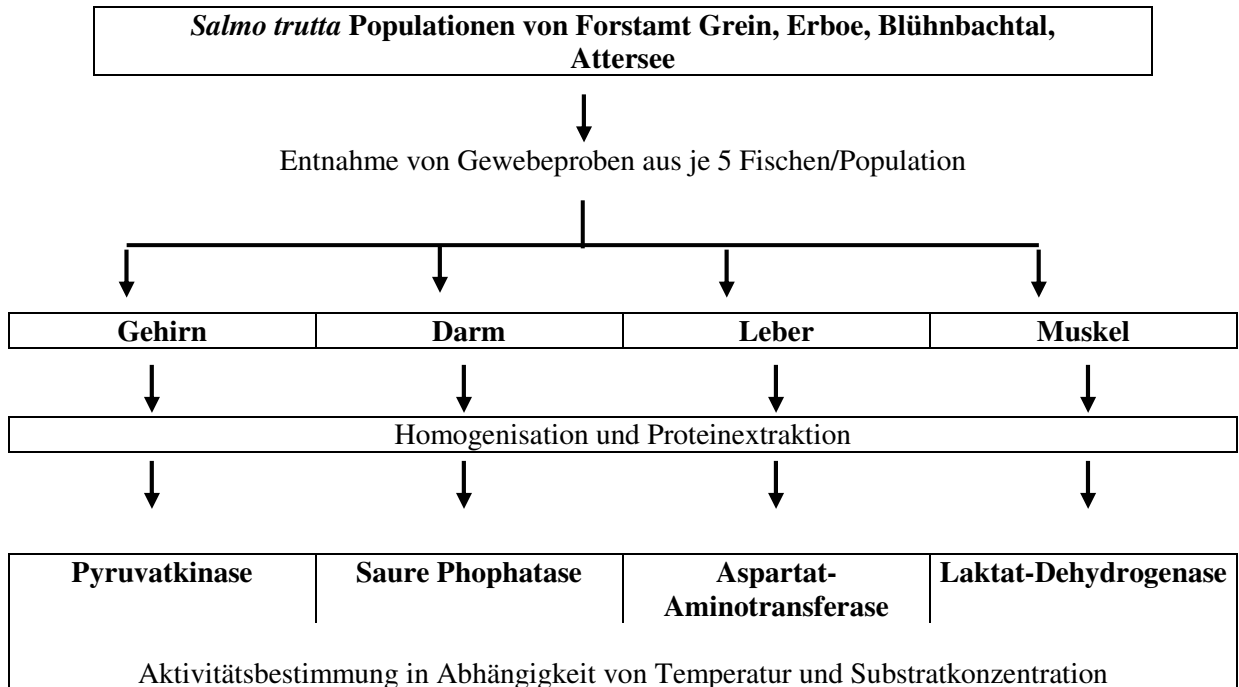 Salmo trutta Populationen von Forstamt Grein, Erboe, Blühnbachtal,
Attersee
Entnahme von Gewebeproben aus je 5 Fischen/Population
Gehirn Darm Leber Muskel
Homogenisation und Proteinextraktion
Pyruvatkinase Saure Phophatase Aspartat- Laktat-Dehydrogenase
Aminotransferase
Aktivitätsbestimmung in Abhängigkeit von Temperatur und Substratkonzentration